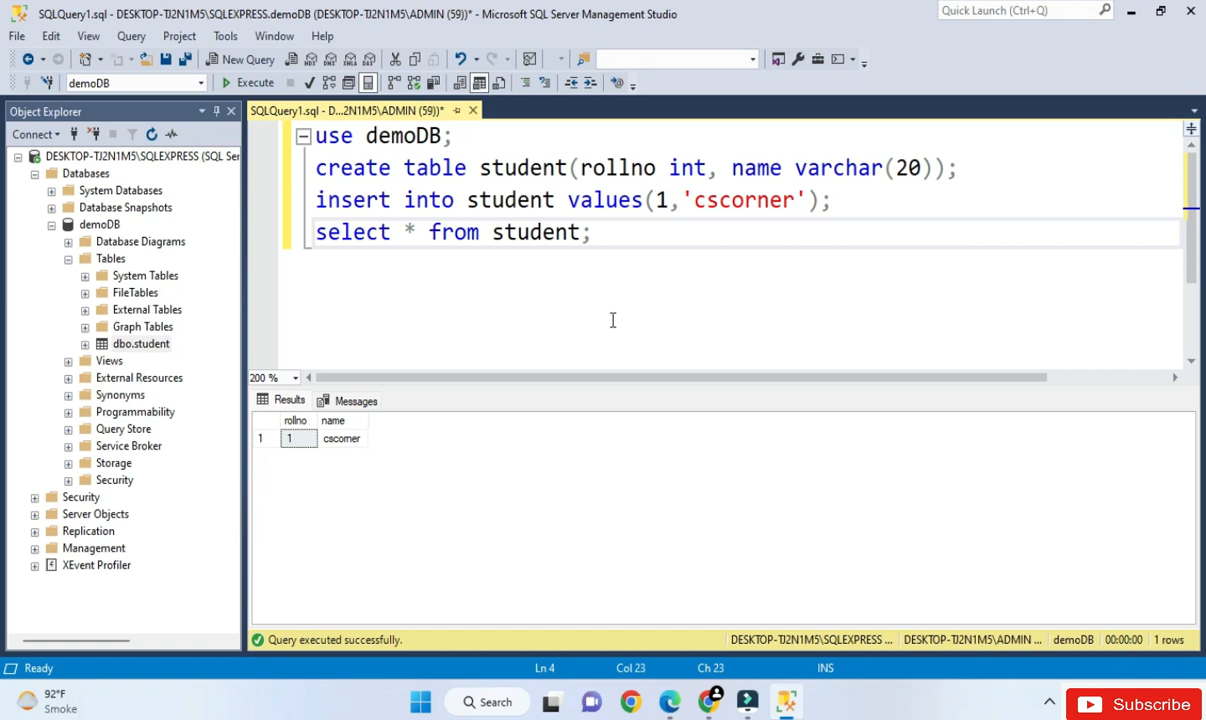 SQLQuery1.sql - DESKTOP-TJ2N1M5\SQLEXPRESS.demoDB (DESKTOP-TJ2N1M5\ADMIN (59))* - Microsoft SQL Server Management Studio
Quick Launch (Ctrl+Q)
File Edit View Query Project Tools Window Help
New Query
demoDB
Execute
Object Explorer
SQLQuery1.sql - D...2N1M5\ADMIN (59))*
Connect
DESKTOP-TJ2N1M5\SQLEXPRESS (SQL Ser
Databases
System Databases
Database Snapshots
demoDB
Database Diagrams
Tables
System Tables
FileTables
External Tables
Graph Tables
dbo.student
Views
External Resources
Synonyms
Programmability
Query Store
Service Broker
Storage
Security
Security
Server Objects
Replication
Management
XEvent Profiler
use demoDB;
create table student(rollno int, name varchar(20));
insert into student values(1,'cscorner');
select * from student;
200 %
Results Messages
rollno name
1 1 cscorner
Query executed successfully.
DESKTOP-TJ2N1M5\SQLEXPRESS ... DESKTOP-TJ2N1M5\ADMIN ... demoDB 00:00:00 1 rows
Ready Ln 4 Col 23 Ch 23 INS
92°F
Smoke
Search
Subscribe